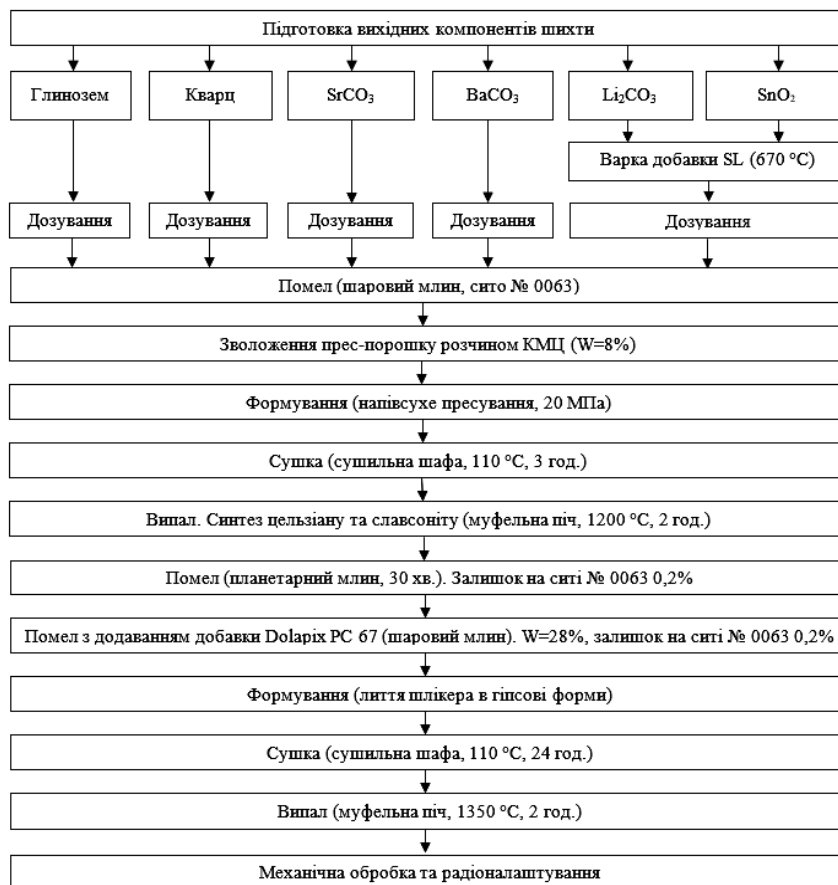 Підготовка вихідних компонентів шихти
Глинозем Кварц SrCO₃ BaCO₃ Li₂CO₃ SnO₂
Варка добавки SL (670 °C)
Дозування Дозування Дозування Дозування Дозування
Помел (шаровий млин, сито № 0063)
Зволоження прес-порошку розчином КМЦ (W=8%)
Формування (напівсухе пресування, 20 МПа)
Сушка (сушильна шафа, 110 °C, 3 год.)
Випал. Синтез цельзіану та славсоніту (муфельна піч, 1200 °C, 2 год.)
Помел (планетарний млин, 30 хв.). Залишок на ситі № 0063 0,2%
Помел з додаванням добавки Dolapix PC 67 (шаровий млин). W=28%, залишок на ситі № 0063 0,2%
Формування (лиття шлікера в гіпсові форми)
Сушка (сушильна шафа, 110 °C, 24 год.)
Випал (муфельна піч, 1350 °C, 2 год.)
Механічна обробка та радіоналаштування